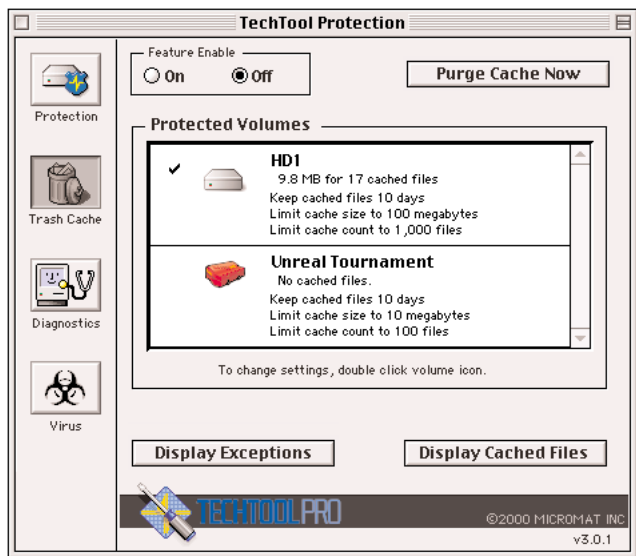 TechTool Protection
Feature Enable
On Off
Purge Cache Now
Protection
Trash Cache
Diagnostics
Virus
Protected Volumes
HD1
9.8 MB for 17 cached files
Keep cached files 10 days
Limit cache size to 100 megabytes
Limit cache count to 1,000 files
Unreal Tournament
No cached files.
Keep cached files 10 days
Limit cache size to 10 megabytes
Limit cache count to 100 files
To change settings, double click volume icon.
Display Exceptions
Display Cached Files
TECHTOOL PRO
©2000 MICROMAT INC
v3.0.1